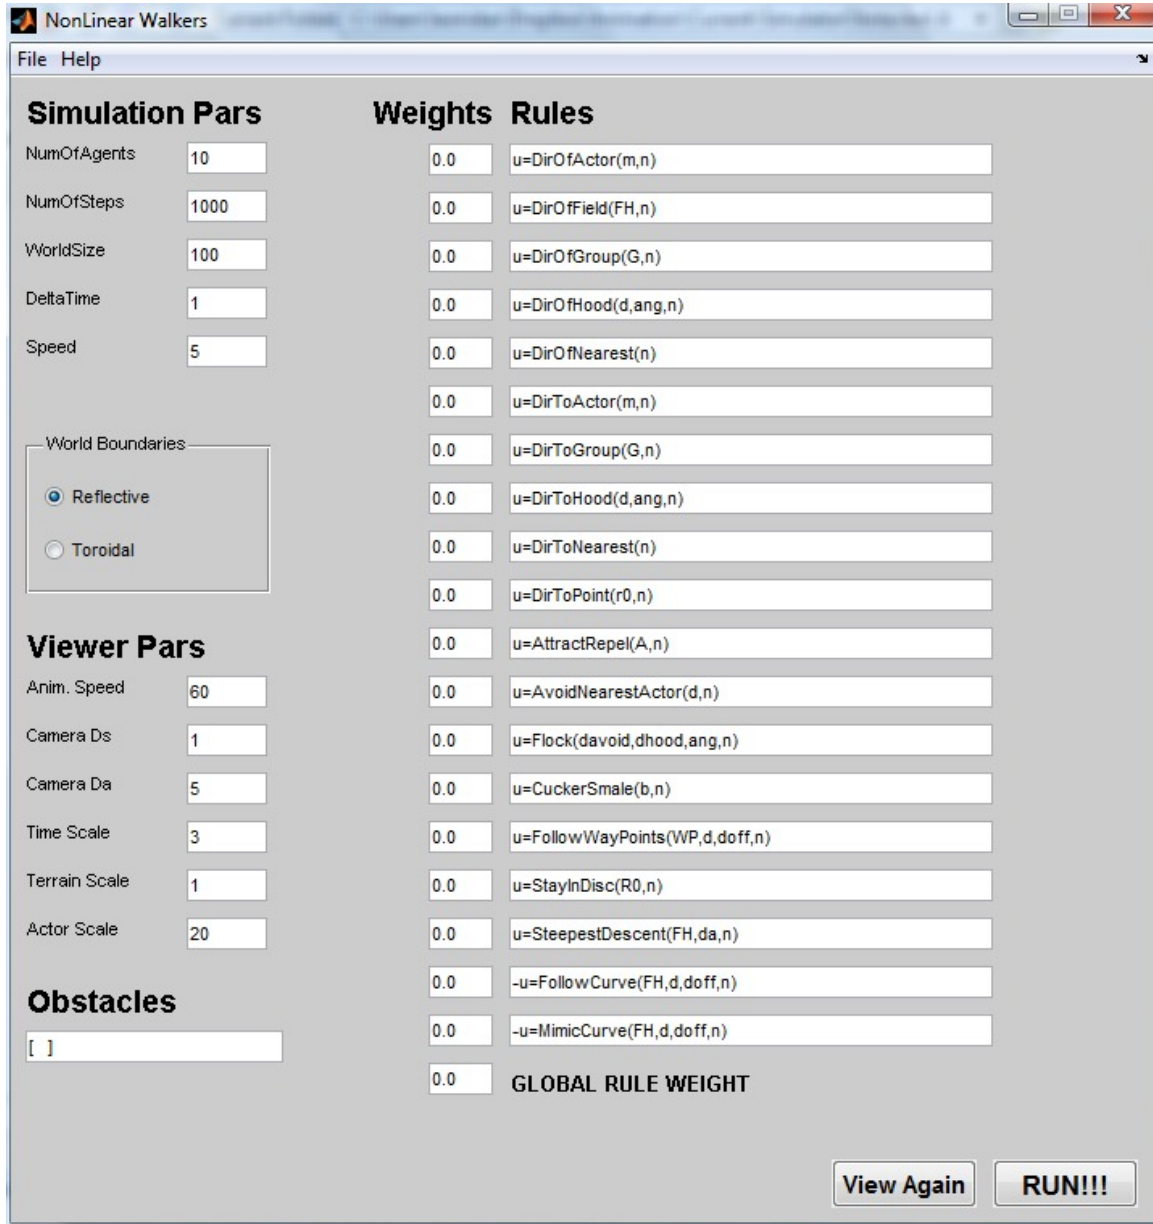 NonLinear Walkers
File Help
Simulation Pars
NumOfAgents 10
NumOfSteps 1000
WorldSize 100
DeltaTime 1
Speed 5
World Boundaries
Reflective
Toroidal
Viewer Pars
Anim. Speed 60
Camera Ds 1
Camera Da 5
Time Scale 3
Terrain Scale 1
Actor Scale 20
Obstacles
[ ]
Weights Rules
0.0 u=DirOfActor(m,n)
0.0 u=DirOfField(FH,n)
0.0 u=DirOfGroup(G,n)
0.0 u=DirOfHood(d,ang,n)
0.0 u=DirOfNearest(n)
0.0 u=DirToActor(m,n)
0.0 u=DirToGroup(G,n)
0.0 u=DirToHood(d,ang,n)
0.0 u=DirToNearest(n)
0.0 u=DirToPoint(r0,n)
0.0 u=AttractRepel(A,n)
0.0 u=AvoidNearestActor(d,n)
0.0 u=Flock(davoid,dhood,ang,n)
0.0 u=CuckerSmale(b,n)
0.0 u=FollowWayPoints(WP,d,doff,n)
0.0 u=StayInDisc(R0,n)
0.0 u=SteepestDescent(FH,da,n)
0.0 -u=FollowCurve(FH,d,doff,n)
0.0 -u=MimicCurve(FH,d,doff,n)
0.0 GLOBAL RULE WEIGHT
View Again RUN!!!